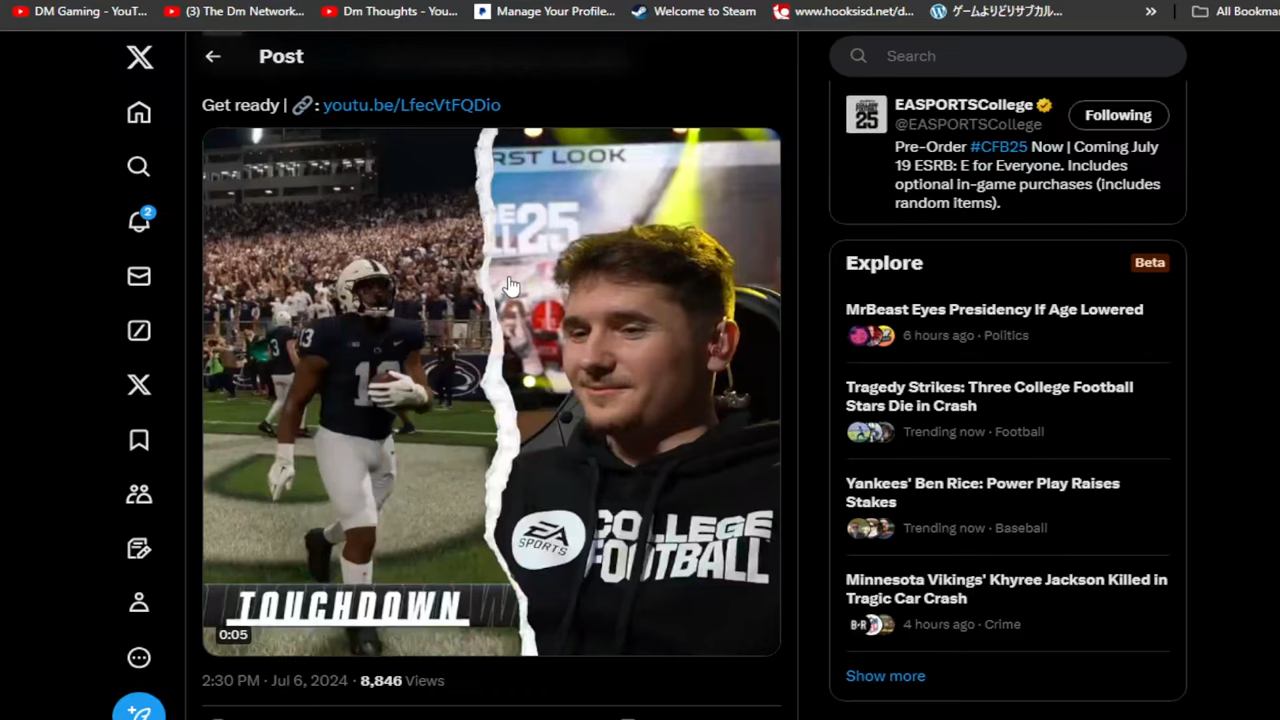 DM Gaming - YouT...
(3) The Dm Network...
Dm Thoughts - You...
Manage Your Profile...
Welcome to Steam
www.hooksisd.net/d...
ゲームよりどりサブカル...
»
All Bookmar
Post
Search
Get ready | 🔗: youtu.be/LfecVtFQDio
EASPORTSCollege
@EASPORTSCollege
Following
Pre-Order #CFB25 Now | Coming July
19 ESRB: E for Everyone. Includes
optional in-game purchases (includes
random items).
2
RST LOOK
E
LL25
13
3
EA
SPORTS
COLLEGE
FOOTBALL
TOUCHDOWN
0:05
2:30 PM · Jul 6, 2024 · 8,846 Views
Explore
Beta
MrBeast Eyes Presidency If Age Lowered
6 hours ago · Politics
Tragedy Strikes: Three College Football
Stars Die in Crash
Trending now · Football
Yankees' Ben Rice: Power Play Raises
Stakes
Trending now · Baseball
Minnesota Vikings' Khyree Jackson Killed in
Tragic Car Crash
4 hours ago · Crime
Show more